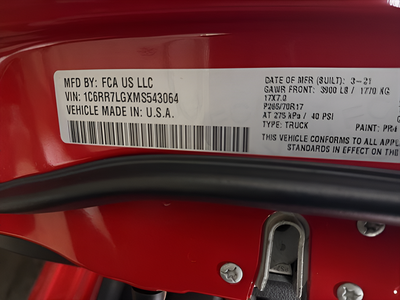 MFD BY: FCA US LLC
VIN: 1C6RR7LGXMS543064
VEHICLE MADE IN: U.S.A.
DATE OF MFR (BUILT): 3-21
GAWR FRONT: 3900 LB / 1770 KG
17X7.0
P265/70R17
AT 275 kPa / 40 PSI
TYPE: TRUCK
PAINT: PR4
THIS VEHICLE CONFORMS TO ALL APPL
STANDARDS IN EFFECT ON THE